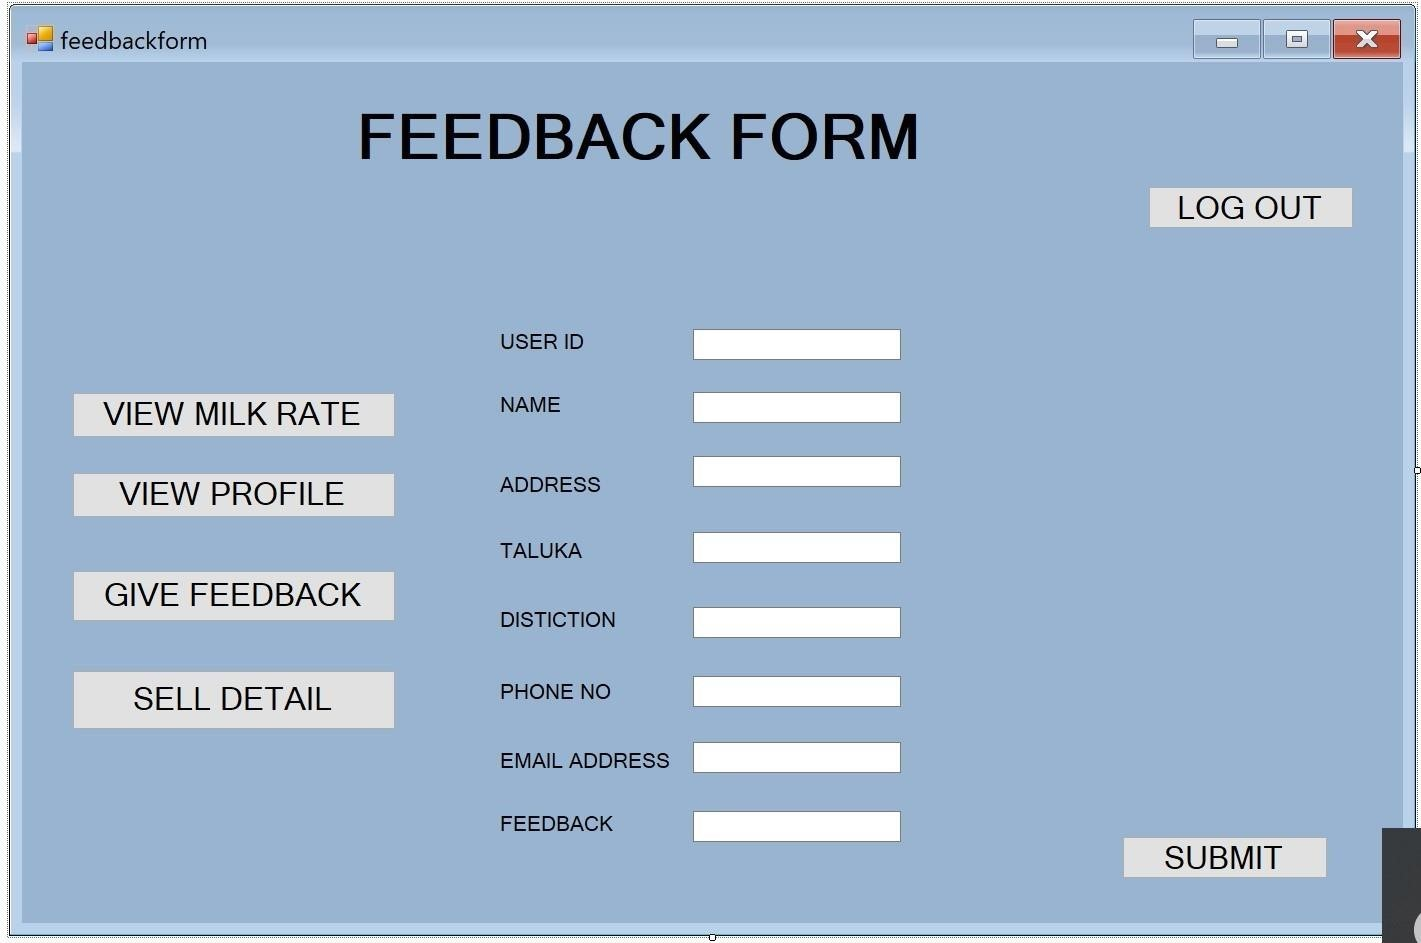 feedbackform
FEEDBACK FORM
LOG OUT
USER ID
NAME
VIEW MILK RATE
ADDRESS
VIEW PROFILE
TALUKA
GIVE FEEDBACK
DISTICTION
PHONE NO
SELL DETAIL
EMAIL ADDRESS
FEEDBACK
SUBMIT